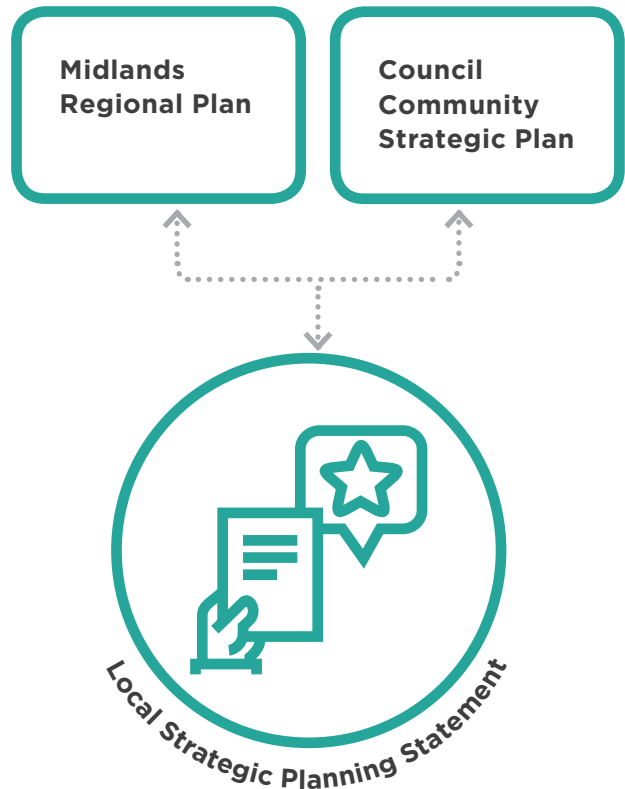 Midlands
Regional Plan
Council
Community
Strategic Plan
Local Strategic Planning Statement